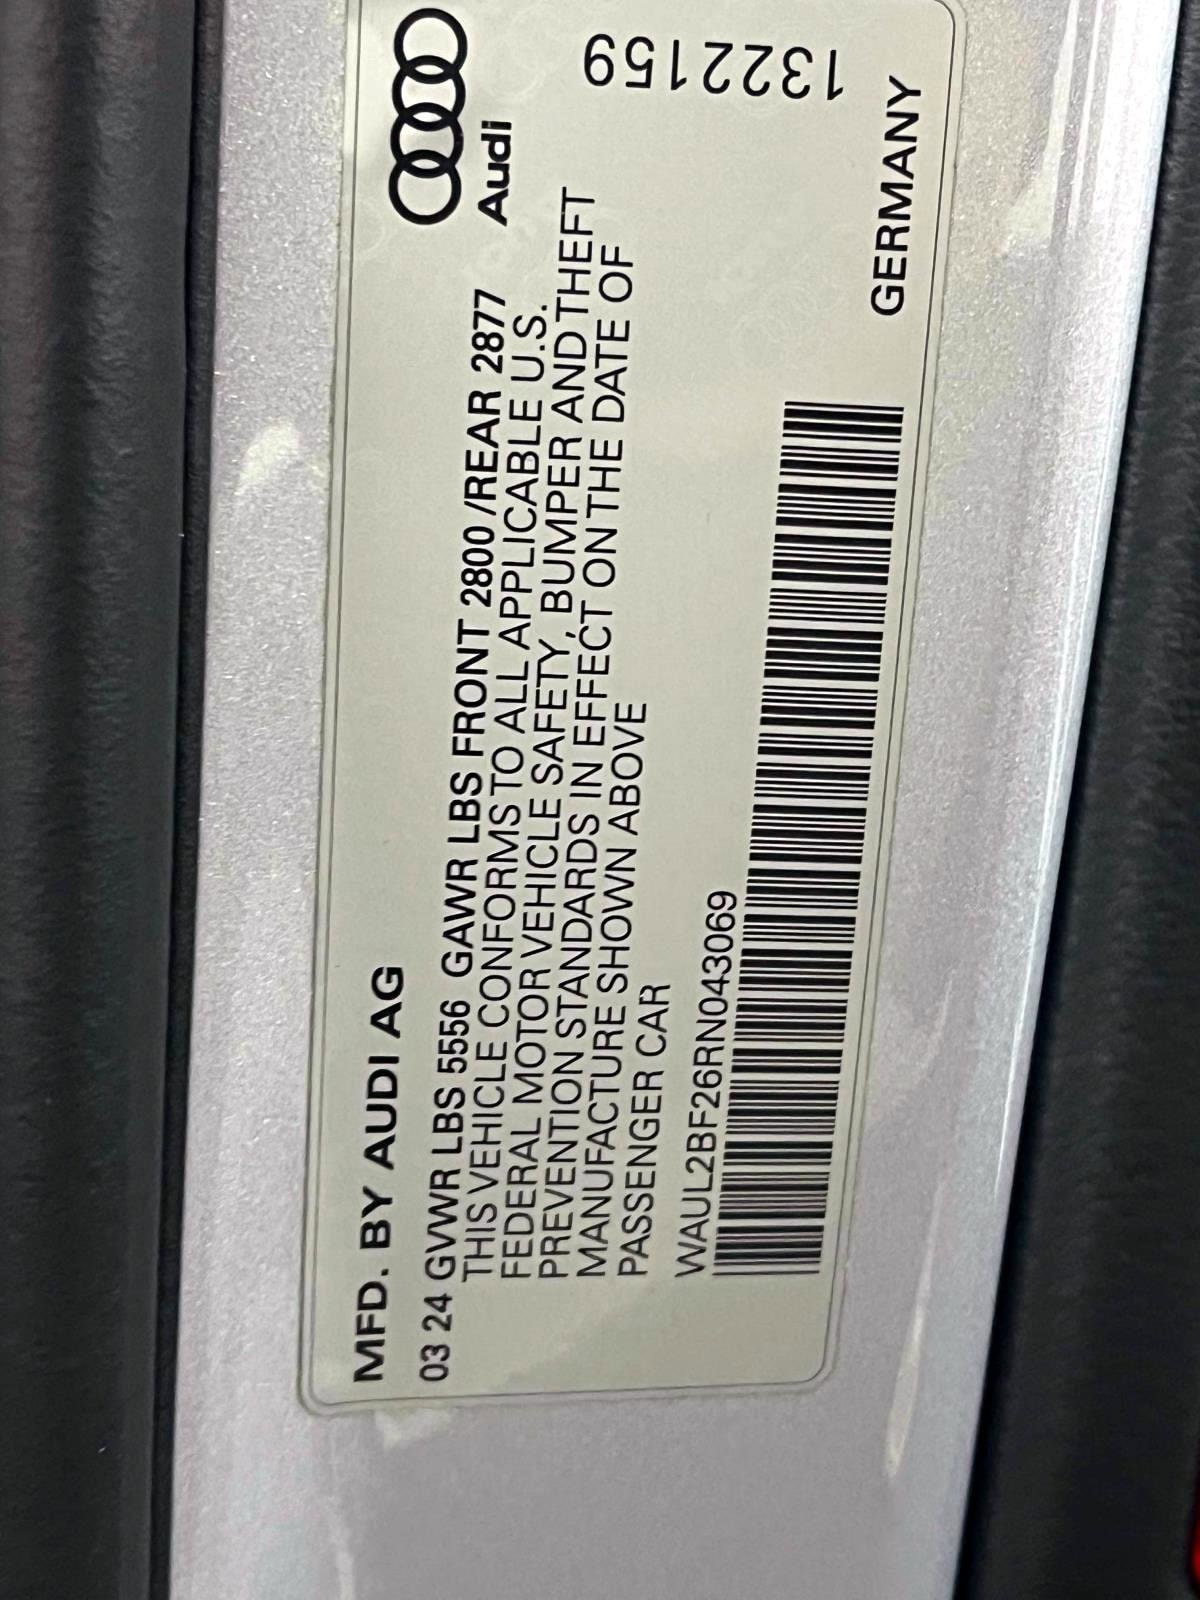 MFD. BY AUDI AG
Audi
03 24 GVWR LBS 5556 GAWR LBS FRONT 2800/REAR 2877
THIS VEHICLE CONFORMS TO ALL APPLICABLE U.S.
FEDERAL MOTOR VEHICLE SAFETY, BUMPER AND THEFT
PREVENTION STANDARDS IN EFFECT ON THE DATE OF
MANUFACTURE SHOWN ABOVE
PASSENGER CAR
1322159
WAUL2BF26RN043069
GERMANY